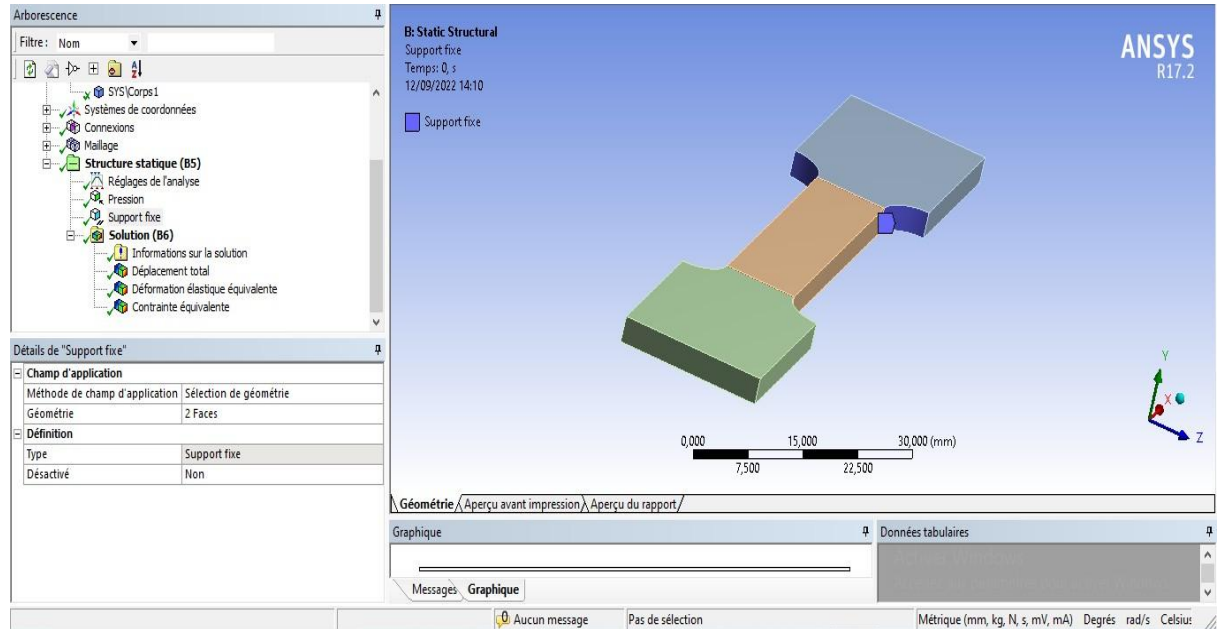 Arborescence
Filtre : Nom
SYS\Corps1
Systèmes de coordonnées
Connexions
Maillage
Structure statique (B5)
Réglages de l'analyse
Pression
Support fixe
Solution (B6)
Informations sur la solution
Déplacement total
Déformation élastique équivalente
Contrainte équivalente
Détails de "Support fixe"
Champ d'application
Méthode de champ d'application Sélection de géométrie
Géométrie 2 Faces
Définition
Type Support fixe
Désactivé Non
B: Static Structural
Support fixe
Temps: 0, s
12/09/2022 14:10
Support fixe
ANSYS
R17.2
Y
X
Z
0,000 15,000 30,000 (mm)
7,500 22,500
Géométrie Aperçu avant impression Aperçu du rapport
Graphique
Messages Graphique
Données tabulaires
0 Aucun message Pas de sélection Métrique (mm, kg, N, s, mV, mA) Degrés rad/s Celsiu: